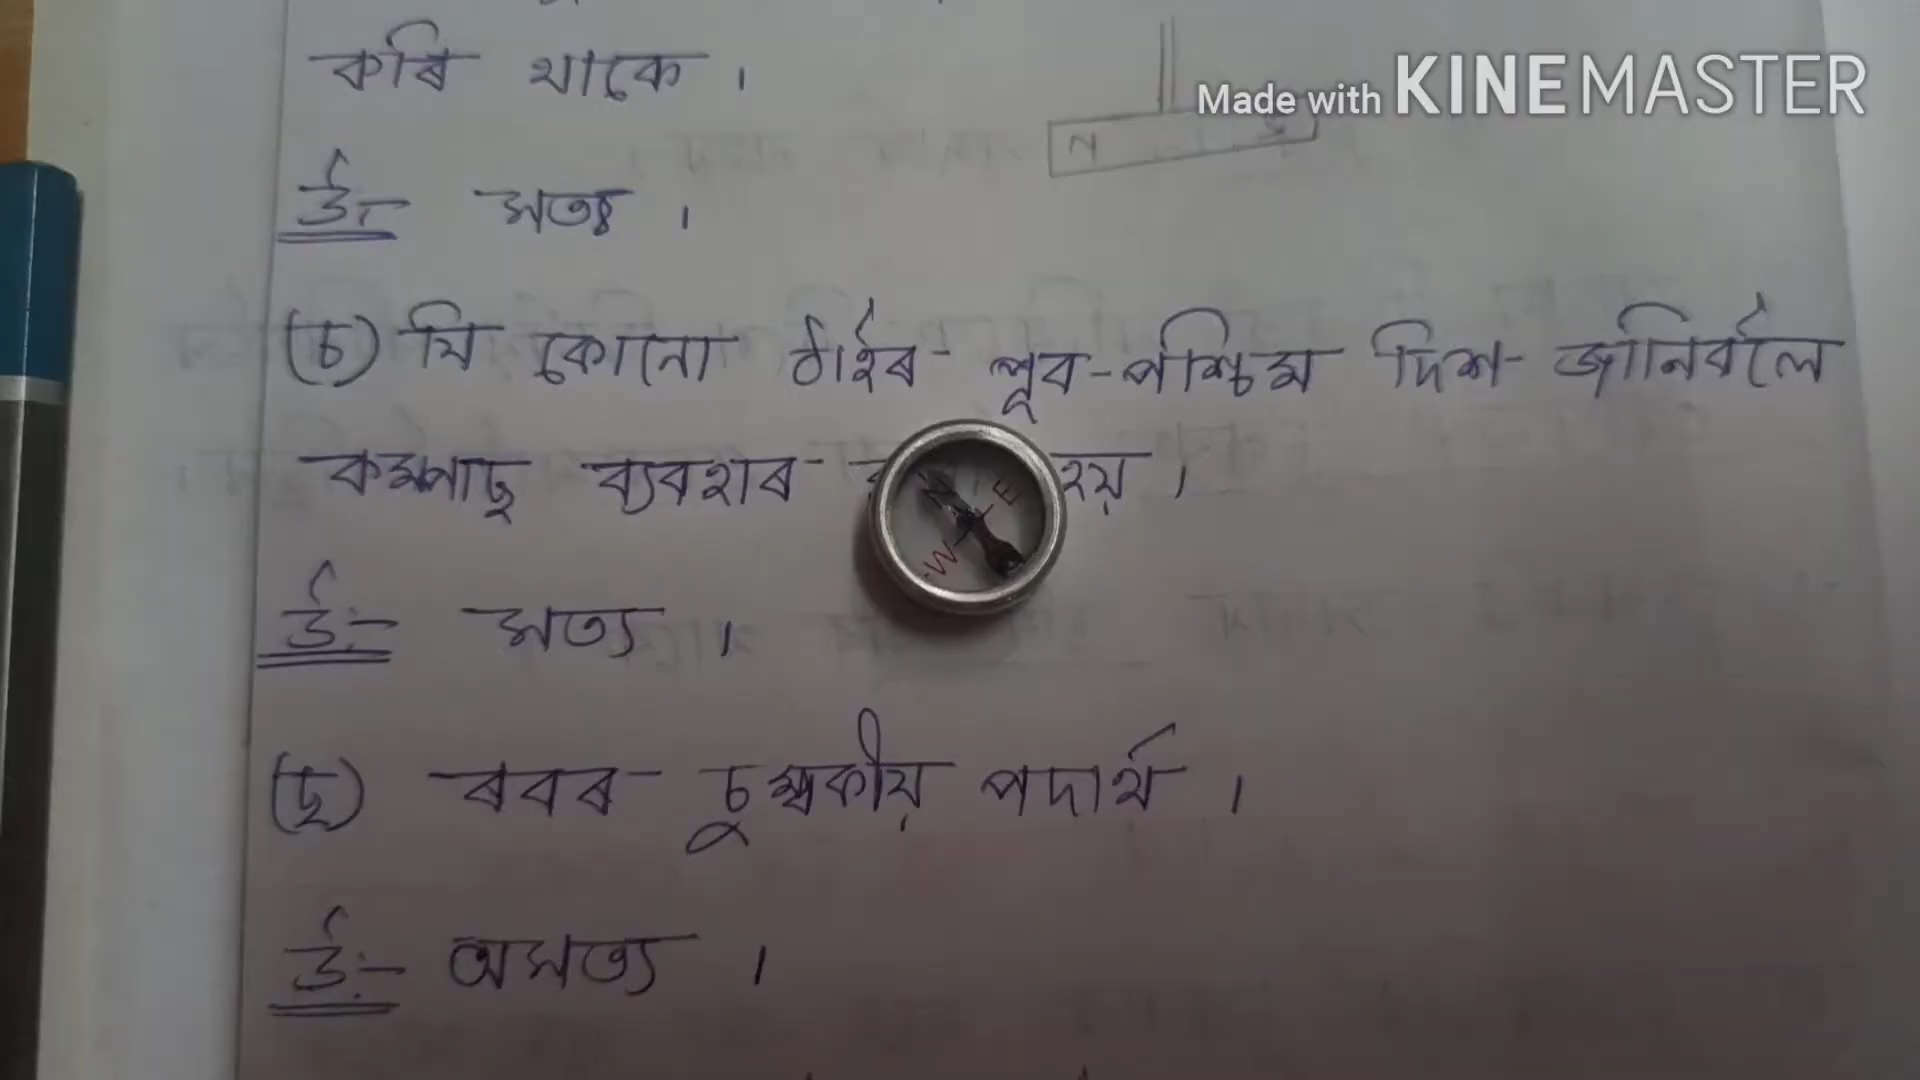 কৰি থাকে ।
Made with KINEMASTER
N S
উঃ- সত্য ।
(চ) যি কোনো ঠাইৰ পূব-পশ্চিম দিশ জানিবলৈ
কম্পাছ ব্যৱহাৰ হয় ।
N E
W
উঃ- সত্য ।
(ছ) ৰবৰ চুম্বকীয় পদাৰ্থ ।
উঃ- অসত্য ।